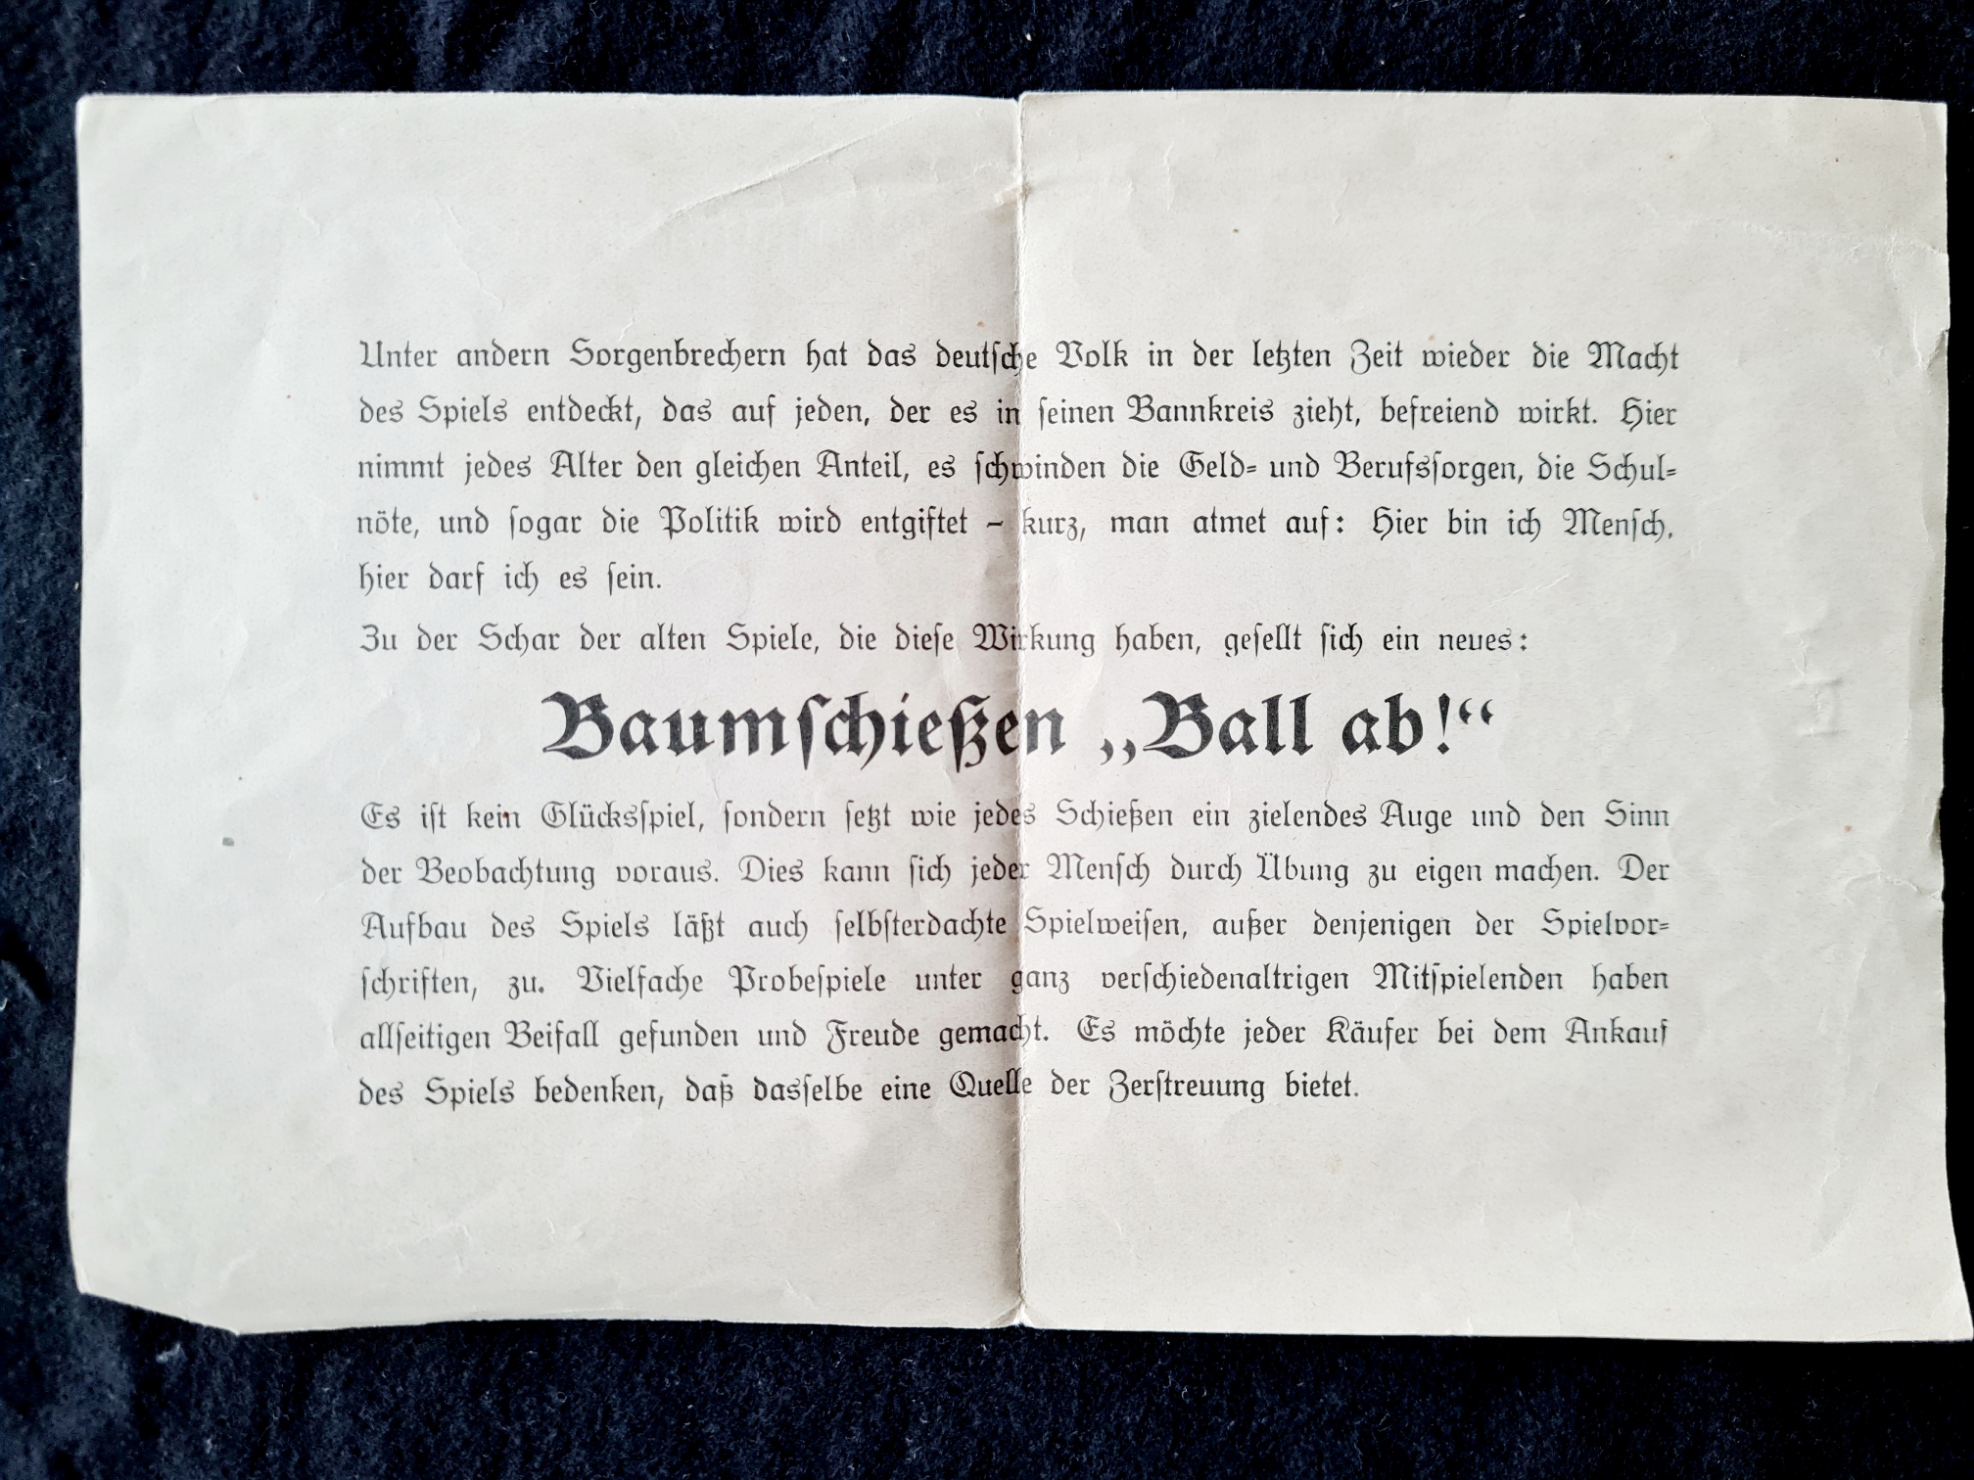 Unter andern Sorgenbrechern hat das deutſche Volk in der letzten Zeit wieder die Macht
des Spiels entdeckt, das auf jeden, der es in ſeinen Bannkreis zieht, befreiend wirkt. Hier
nimmt jedes Alter den gleichen Anteil, es ſchwinden die Geld= und Berufsſorgen, die Schul=
nöte, und ſogar die Politik wird entgiftet – kurz, man atmet auf: Hier bin ich Menſch,
hier darf ich es ſein.
Zu der Schar der alten Spiele, die dieſe Wirkung haben, geſellt ſich ein neues:
Baumſchießen „Ball ab!“
Es iſt kein Glücksſpiel, ſondern ſetzt wie jedes Schießen ein zielendes Auge und den Sinn
der Beobachtung voraus. Dies kann ſich jeder Menſch durch Übung zu eigen machen. Der
Aufbau des Spiels läßt auch ſelbſterdachte Spielweiſen, außer denjenigen der Spielvor=
ſchriften, zu. Vielfache Probeſpiele unter ganz verſchiedenaltrigen Mitſpielenden haben
allſeitigen Beifall gefunden und Freude gemacht. Es möchte jeder Käufer bei dem Ankauf
des Spiels bedenken, daß dasſelbe eine Quelle der Zerſtreuung bietet.